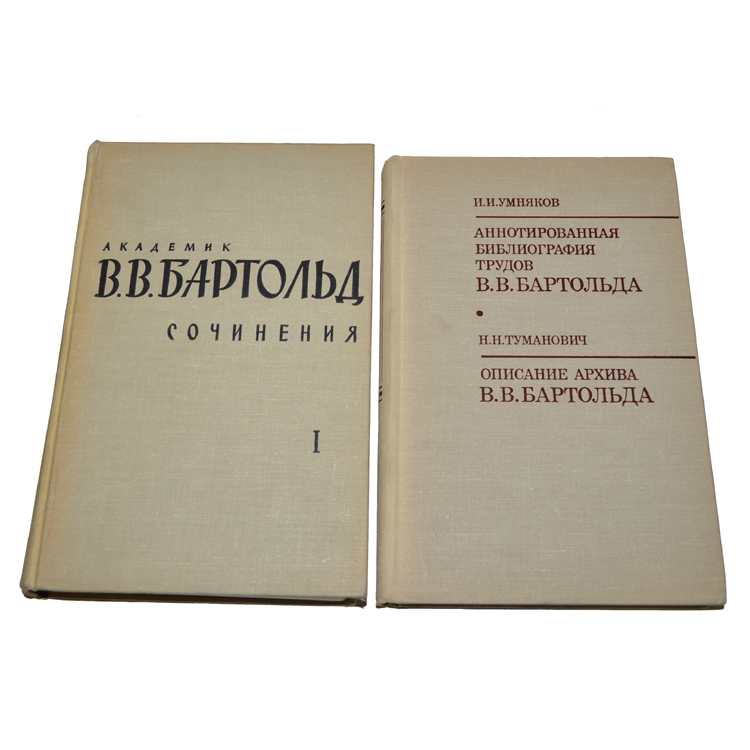 АКАДЕМИК
В.В.БАРТОЛЬД
СОЧИНЕНИЯ
I
И.И.УМНЯКОВ
АННОТИРОВАННАЯ
БИБЛИОГРАФИЯ
ТРУДОВ
В.В.БАРТОЛЬДА
•
Н.Н.ТУМАНОВИЧ
ОПИСАНИЕ АРХИВА
В.В.БАРТОЛЬДА